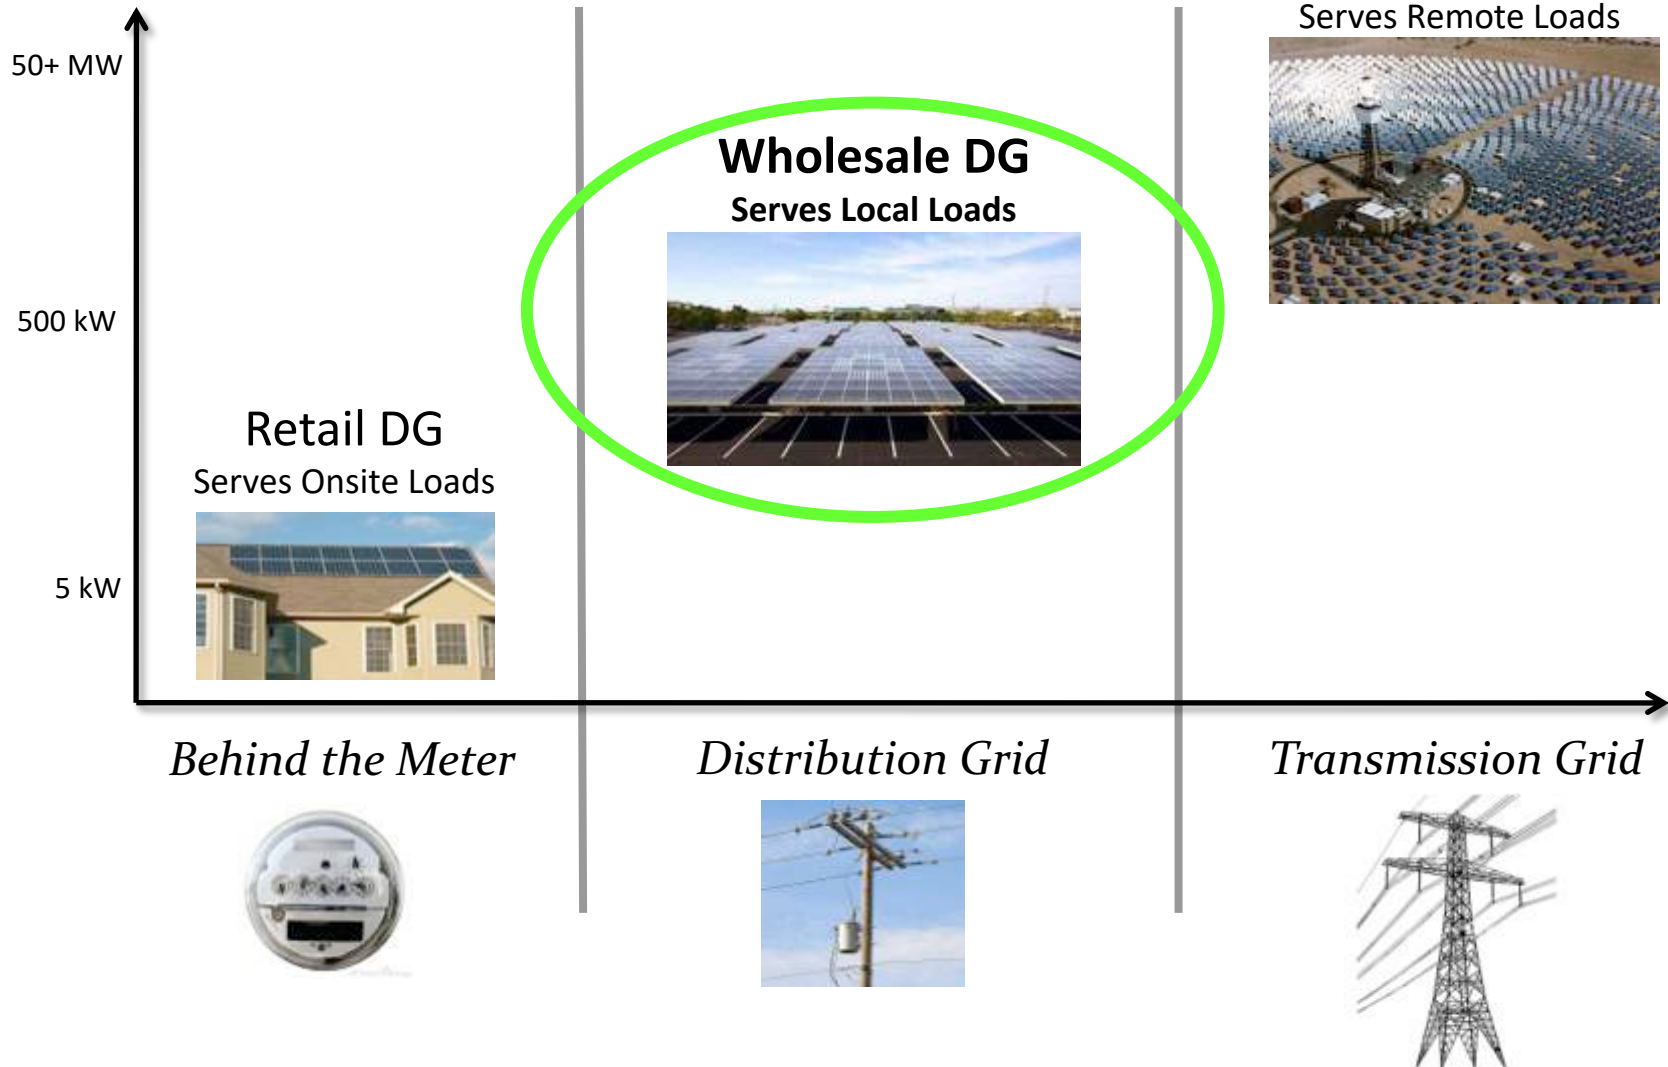 Serves Remote Loads
50+ MW
Wholesale DG
Serves Local Loads
500 kW
Retail DG
Serves Onsite Loads
5 kW
Behind the Meter
Distribution Grid
Transmission Grid